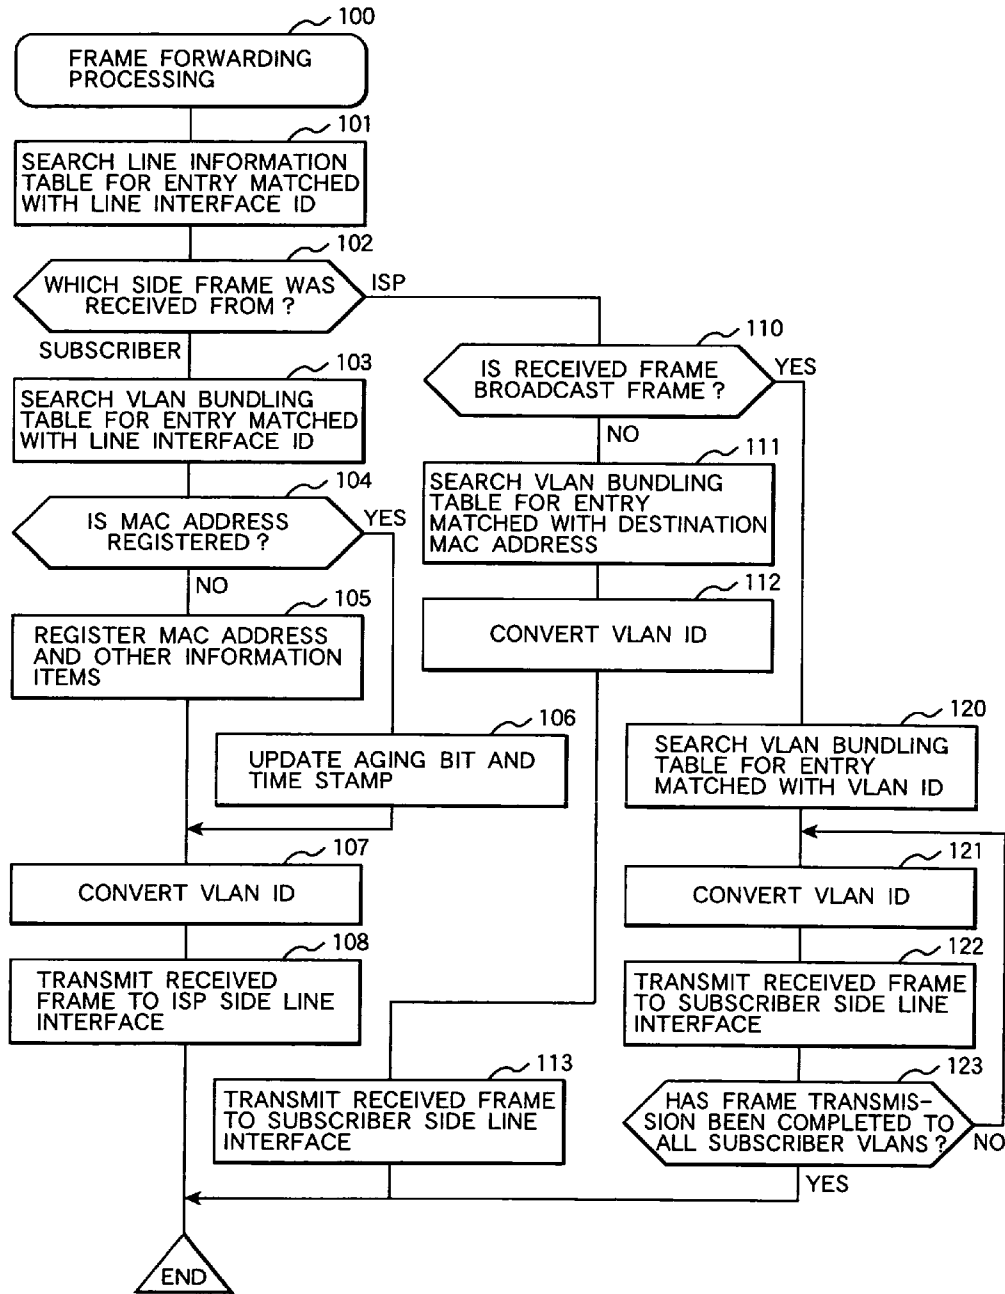 100
FRAME FORWARDING
PROCESSING
101
SEARCH LINE INFORMATION
TABLE FOR ENTRY MATCHED
WITH LINE INTERFACE ID
102
WHICH SIDE FRAME WAS
RECEIVED FROM ?
ISP
SUBSCRIBER
103
SEARCH VLAN BUNDLING
TABLE FOR ENTRY MATCHED
WITH LINE INTERFACE ID
104
IS MAC ADDRESS
REGISTERED ?
YES
NO
105
REGISTER MAC ADDRESS
AND OTHER INFORMATION
ITEMS
106
UPDATE AGING BIT AND
TIME STAMP
107
CONVERT VLAN ID
108
TRANSMIT RECEIVED
FRAME TO ISP SIDE LINE
INTERFACE
110
IS RECEIVED FRAME
BROADCAST FRAME ?
YES
NO
111
SEARCH VLAN BUNDLING
TABLE FOR ENTRY
MATCHED WITH DESTINATION
MAC ADDRESS
112
CONVERT VLAN ID
113
TRANSMIT RECEIVED FRAME
TO SUBSCRIBER SIDE LINE
INTERFACE
120
SEARCH VLAN BUNDLING
TABLE FOR ENTRY
MATCHED WITH VLAN ID
121
CONVERT VLAN ID
122
TRANSMIT RECEIVED FRAME
TO SUBSCRIBER SIDE LINE
INTERFACE
123
HAS FRAME TRANSMIS-
SION BEEN COMPLETED TO
ALL SUBSCRIBER VLANS ?
NO
YES
END